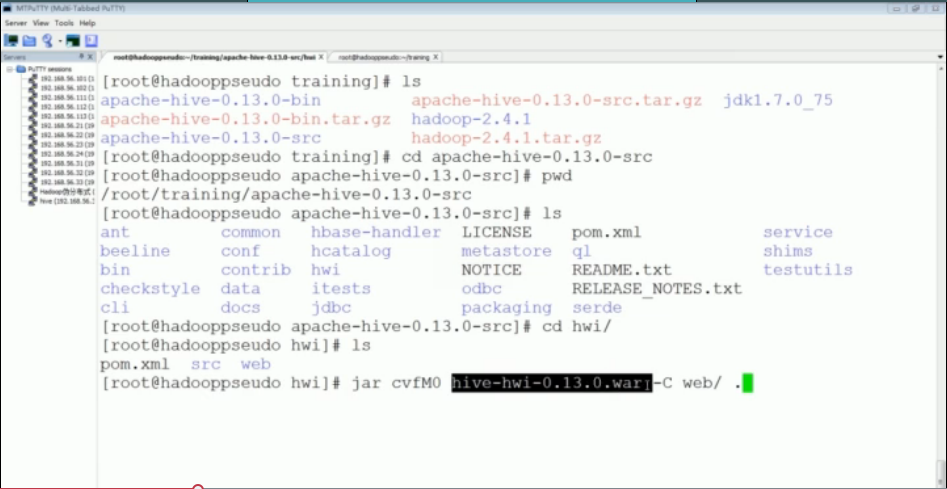 MTPuTTY (Multi-Tabbed PuTTY)
Server View Tools Help
Servers
PuTTY sessions
192.168.56.101 (1
192.168.56.102 (1
192.168.56.111 (1
192.168.56.112 (1
192.168.56.113 (1
192.168.56.21 (19
192.168.56.22 (19
192.168.56.23 (19
192.168.56.24 (19
192.168.56.31 (19
192.168.56.32 (19
192.168.56.33 (19
Hadoop伪分布式 (
hive (192.168.56.
root@hadooppseudo:~/training/apache-hive-0.13.0-src/hwi X root@hadooppseudo:~/training X
[root@hadooppseudo training]# ls
apache-hive-0.13.0-bin apache-hive-0.13.0-src.tar.gz jdk1.7.0_75
apache-hive-0.13.0-bin.tar.gz hadoop-2.4.1
apache-hive-0.13.0-src hadoop-2.4.1.tar.gz
[root@hadooppseudo training]# cd apache-hive-0.13.0-src
[root@hadooppseudo apache-hive-0.13.0-src]# pwd
/root/training/apache-hive-0.13.0-src
[root@hadooppseudo apache-hive-0.13.0-src]# ls
ant common hbase-handler LICENSE pom.xml service
beeline conf hcatalog metastore ql shims
bin contrib hwi NOTICE README.txt testutils
checkstyle data itests odbc RELEASE_NOTES.txt
cli docs jdbc packaging serde
[root@hadooppseudo apache-hive-0.13.0-src]# cd hwi/
[root@hadooppseudo hwi]# ls
pom.xml src web
[root@hadooppseudo hwi]# jar cvfM0 hive-hwi-0.13.0.war -C web/ .